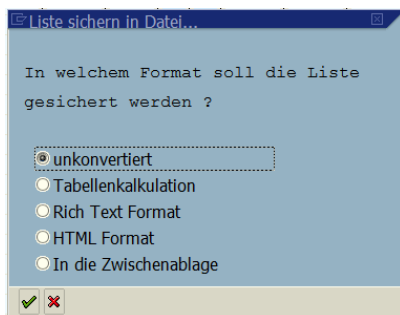 Liste sichern in Datei...
In welchem Format soll die Liste
gesichert werden ?
unkonvertiert
Tabellenkalkulation
Rich Text Format
HTML Format
In die Zwischenablage